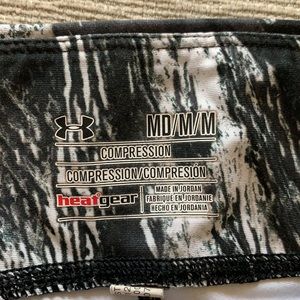 MD/M/M
COMPRESSION
COMPRESSION/COMPRESIÓN
heatgear
MADE IN JORDAN
FABRIQUÉ EN JORDANIE
HECHO EN JORDANIA